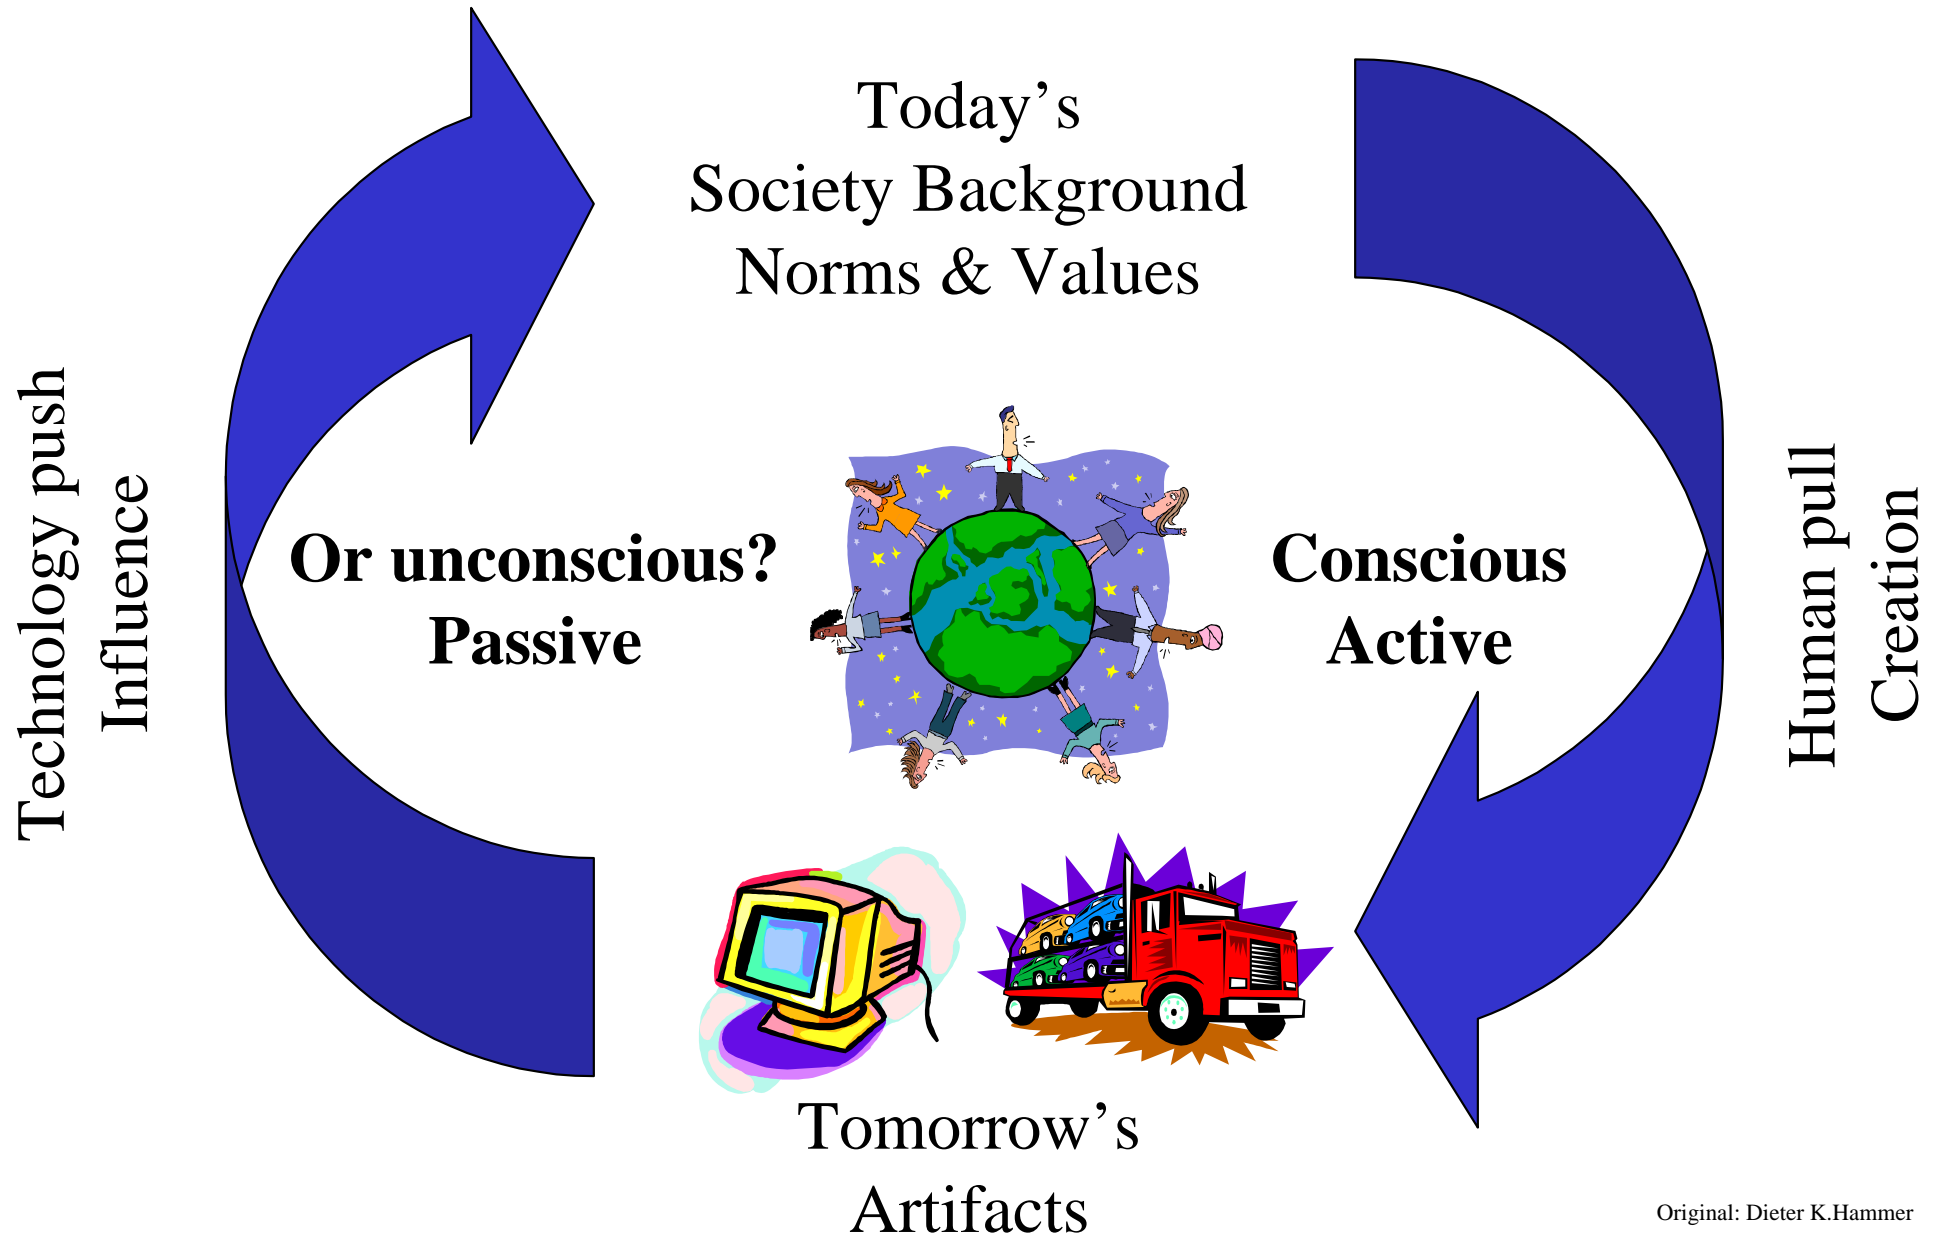 Today’s
Society Background
Norms & Values
Technology push
Influence
Or unconscious?
Passive
Conscious
Active
Human pull
Creation
Tomorrow’s
Artifacts
Original: Dieter K.Hammer